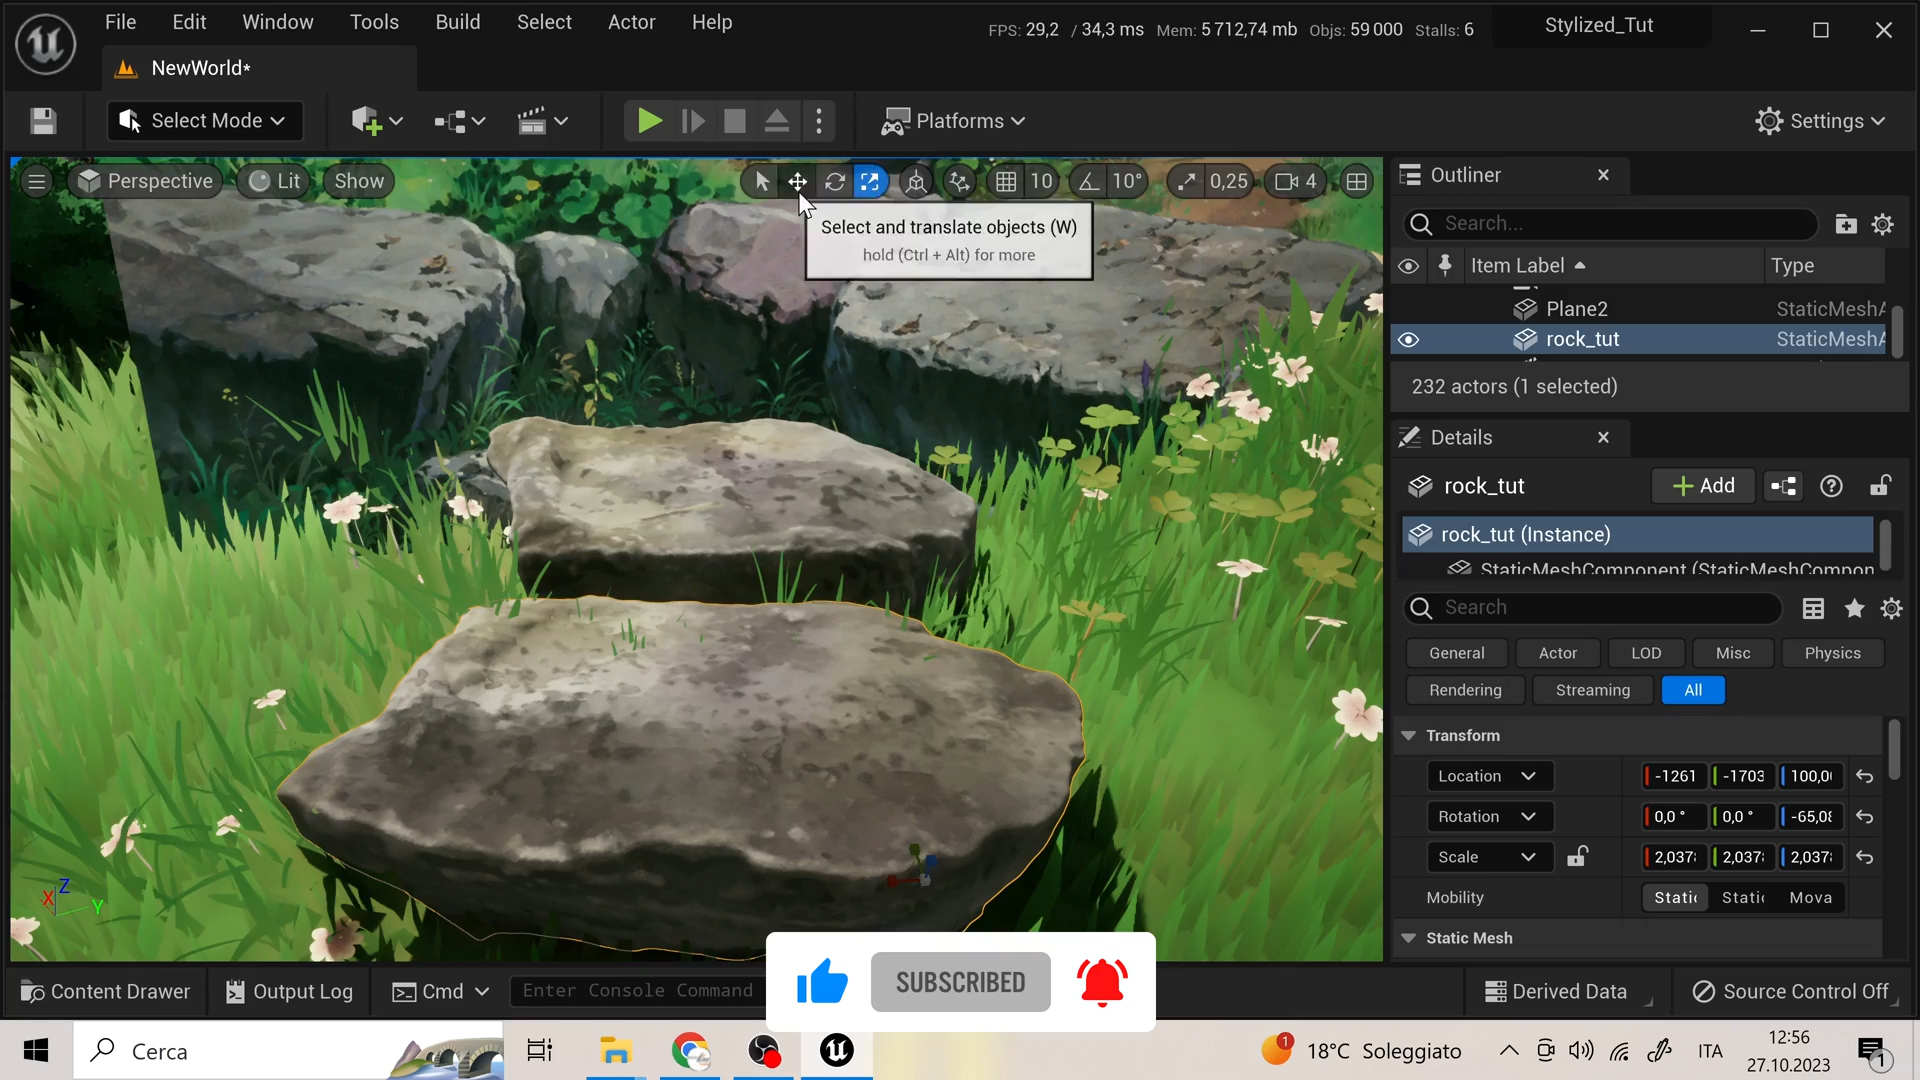 File Edit Window Tools Build Select Actor Help
FPS: 29,2 / 34,3 ms Mem: 5 712,74 mb Objs: 59 000 Stalls: 6
Stylized_Tut
NewWorld*
Select Mode
Platforms
Settings
Perspective
Lit
Show
10
10°
0,25
4
Select and translate objects (W)
hold (Ctrl + Alt) for more
Outliner
Search...
Item Label
Type
Plane2 StaticMeshA
rock_tut StaticMeshA
232 actors (1 selected)
Details
rock_tut
Add
rock_tut (Instance)
StaticMeshComponent (StaticMeshCompon
Search
General Actor LOD Misc Physics
Rendering Streaming All
Transform
Location -1261 -1703 100,0
Rotation 0,0 ° 0,0 ° -65,08
Scale 2,037 2,037 2,037
Mobility Static Static Mova
Static Mesh
X Z Y
SUBSCRIBED
Content Drawer
Output Log
Cmd
Enter Console Command
Derived Data
Source Control Off
Cerca
1
18°C Soleggiato
ITA
12:56
27.10.2023
1